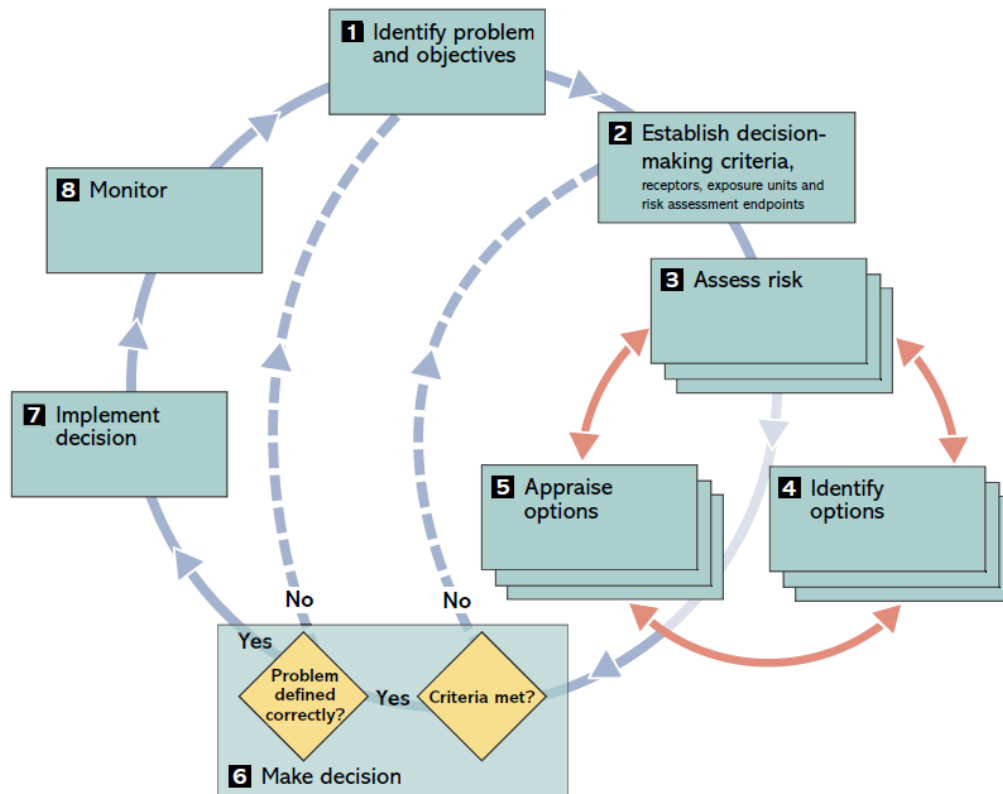 1 Identify problem
and objectives
2 Establish decision-
making criteria,
receptors, exposure units and
risk assessment endpoints
8 Monitor
3 Assess risk
7 Implement
decision
5 Appraise
options
4 Identify
options
No
No
Yes
Problem
defined
correctly?
Yes
Criteria met?
6 Make decision